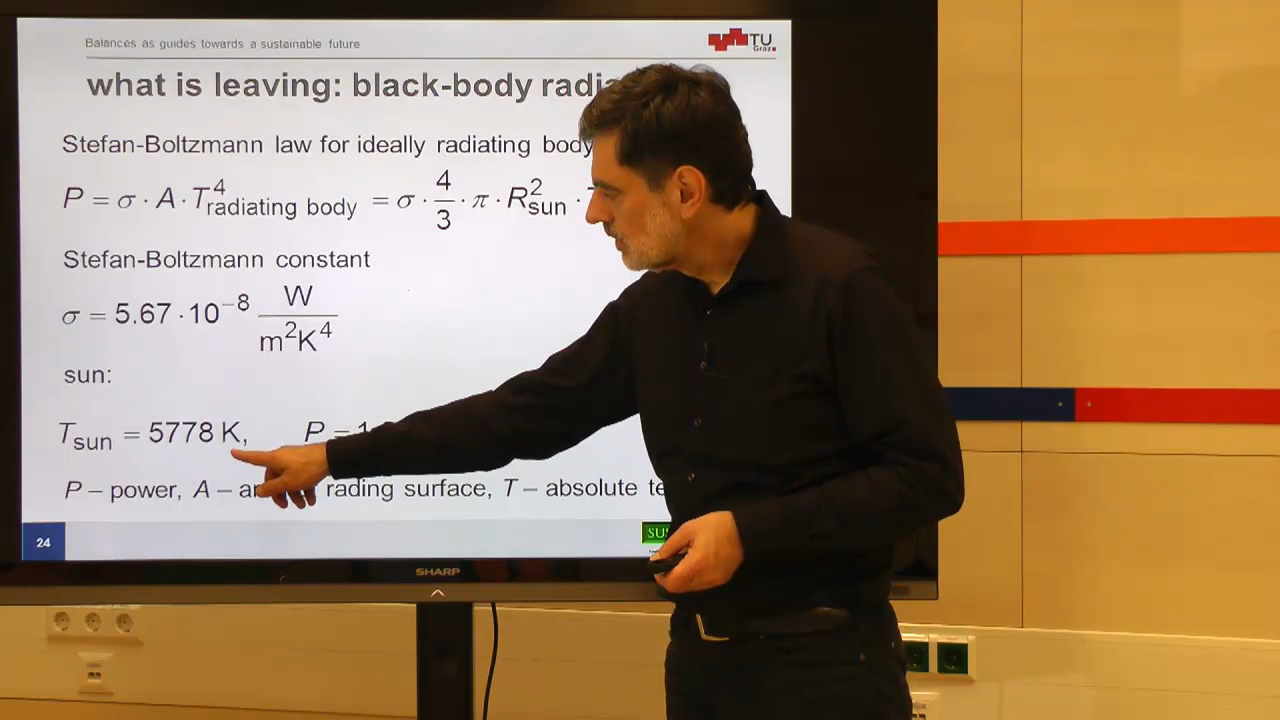 Balances as guides towards a sustainable future
TU
Graz
what is leaving: black-body
Stefan-Boltzmann law for ideally radiating body
P = σ · A · T⁴radiating body = σ · 4/3 · π · R²sun ·
Stefan-Boltzmann constant
σ = 5.67 · 10⁻⁸ W/m²K⁴
sun:
Tsun = 5778 K, P = 1
P – power, A – rading surface, T – absolute
24
SHARP